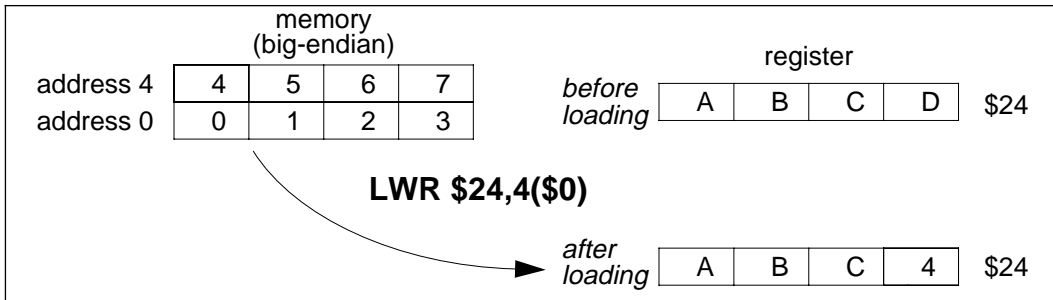 memory
(big-endian)
register
address 4 4 5 6 7
before
loading A B C D $24
address 0 0 1 2 3
LWR $24,4($0)
after
loading A B C 4 $24